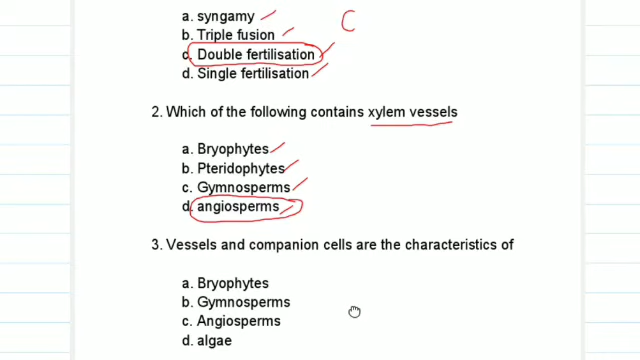 a. syngamy
C
b. Triple fusion
c. Double fertilisation
d. Single fertilisation
2. Which of the following contains xylem vessels
a. Bryophytes
b. Pteridophytes
c. Gymnosperms
d. angiosperms
3. Vessels and companion cells are the characteristics of
a. Bryophytes
b. Gymnosperms
c. Angiosperms
d. algae